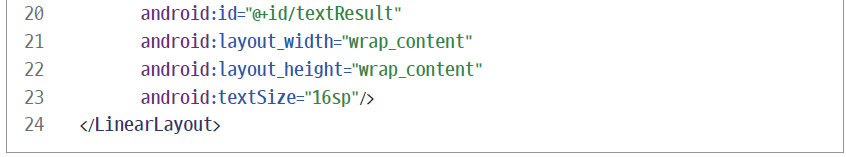 20 android:id="@+id/textResult"
21 android:layout_width="wrap_content"
22 android:layout_height="wrap_content"
23 android:textSize="16sp"/>
24 </LinearLayout>